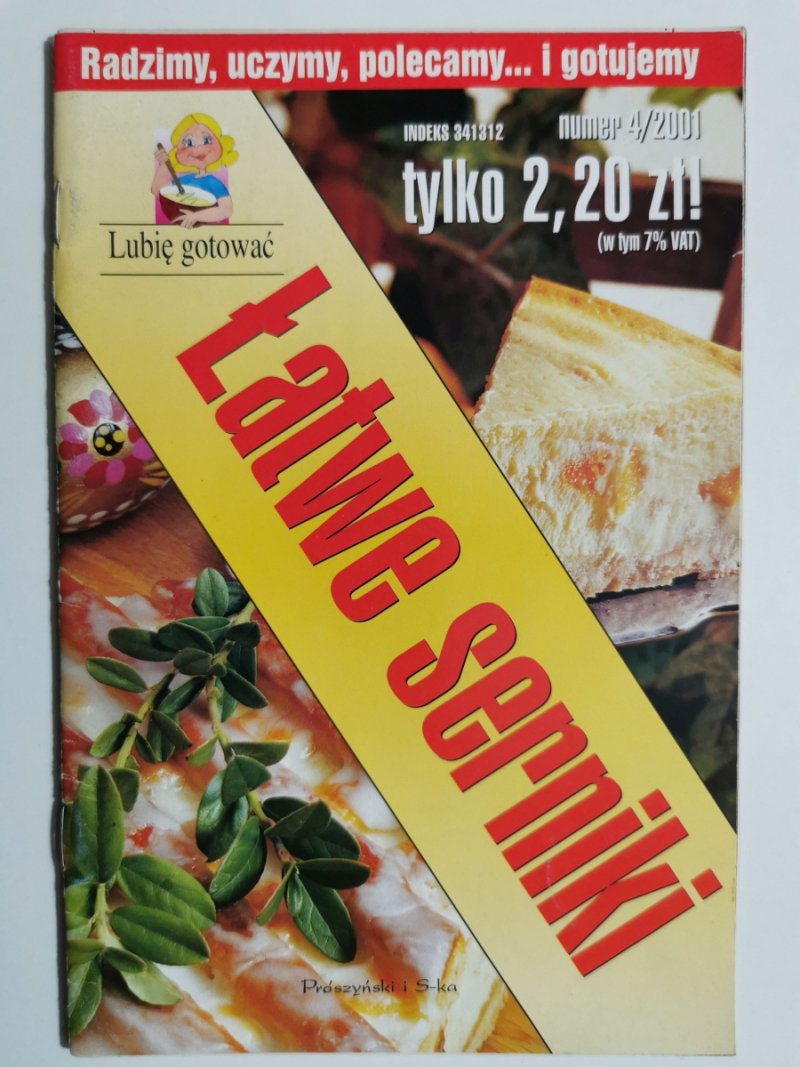 Radzimy, uczymy, polecamy... i gotujemy
INDEKS 341312
numer 4/2001
tylko 2,20 zł!
(w tym 7% VAT)
Lubię gotować
Łatwe serniki
Prószyński i S-ka